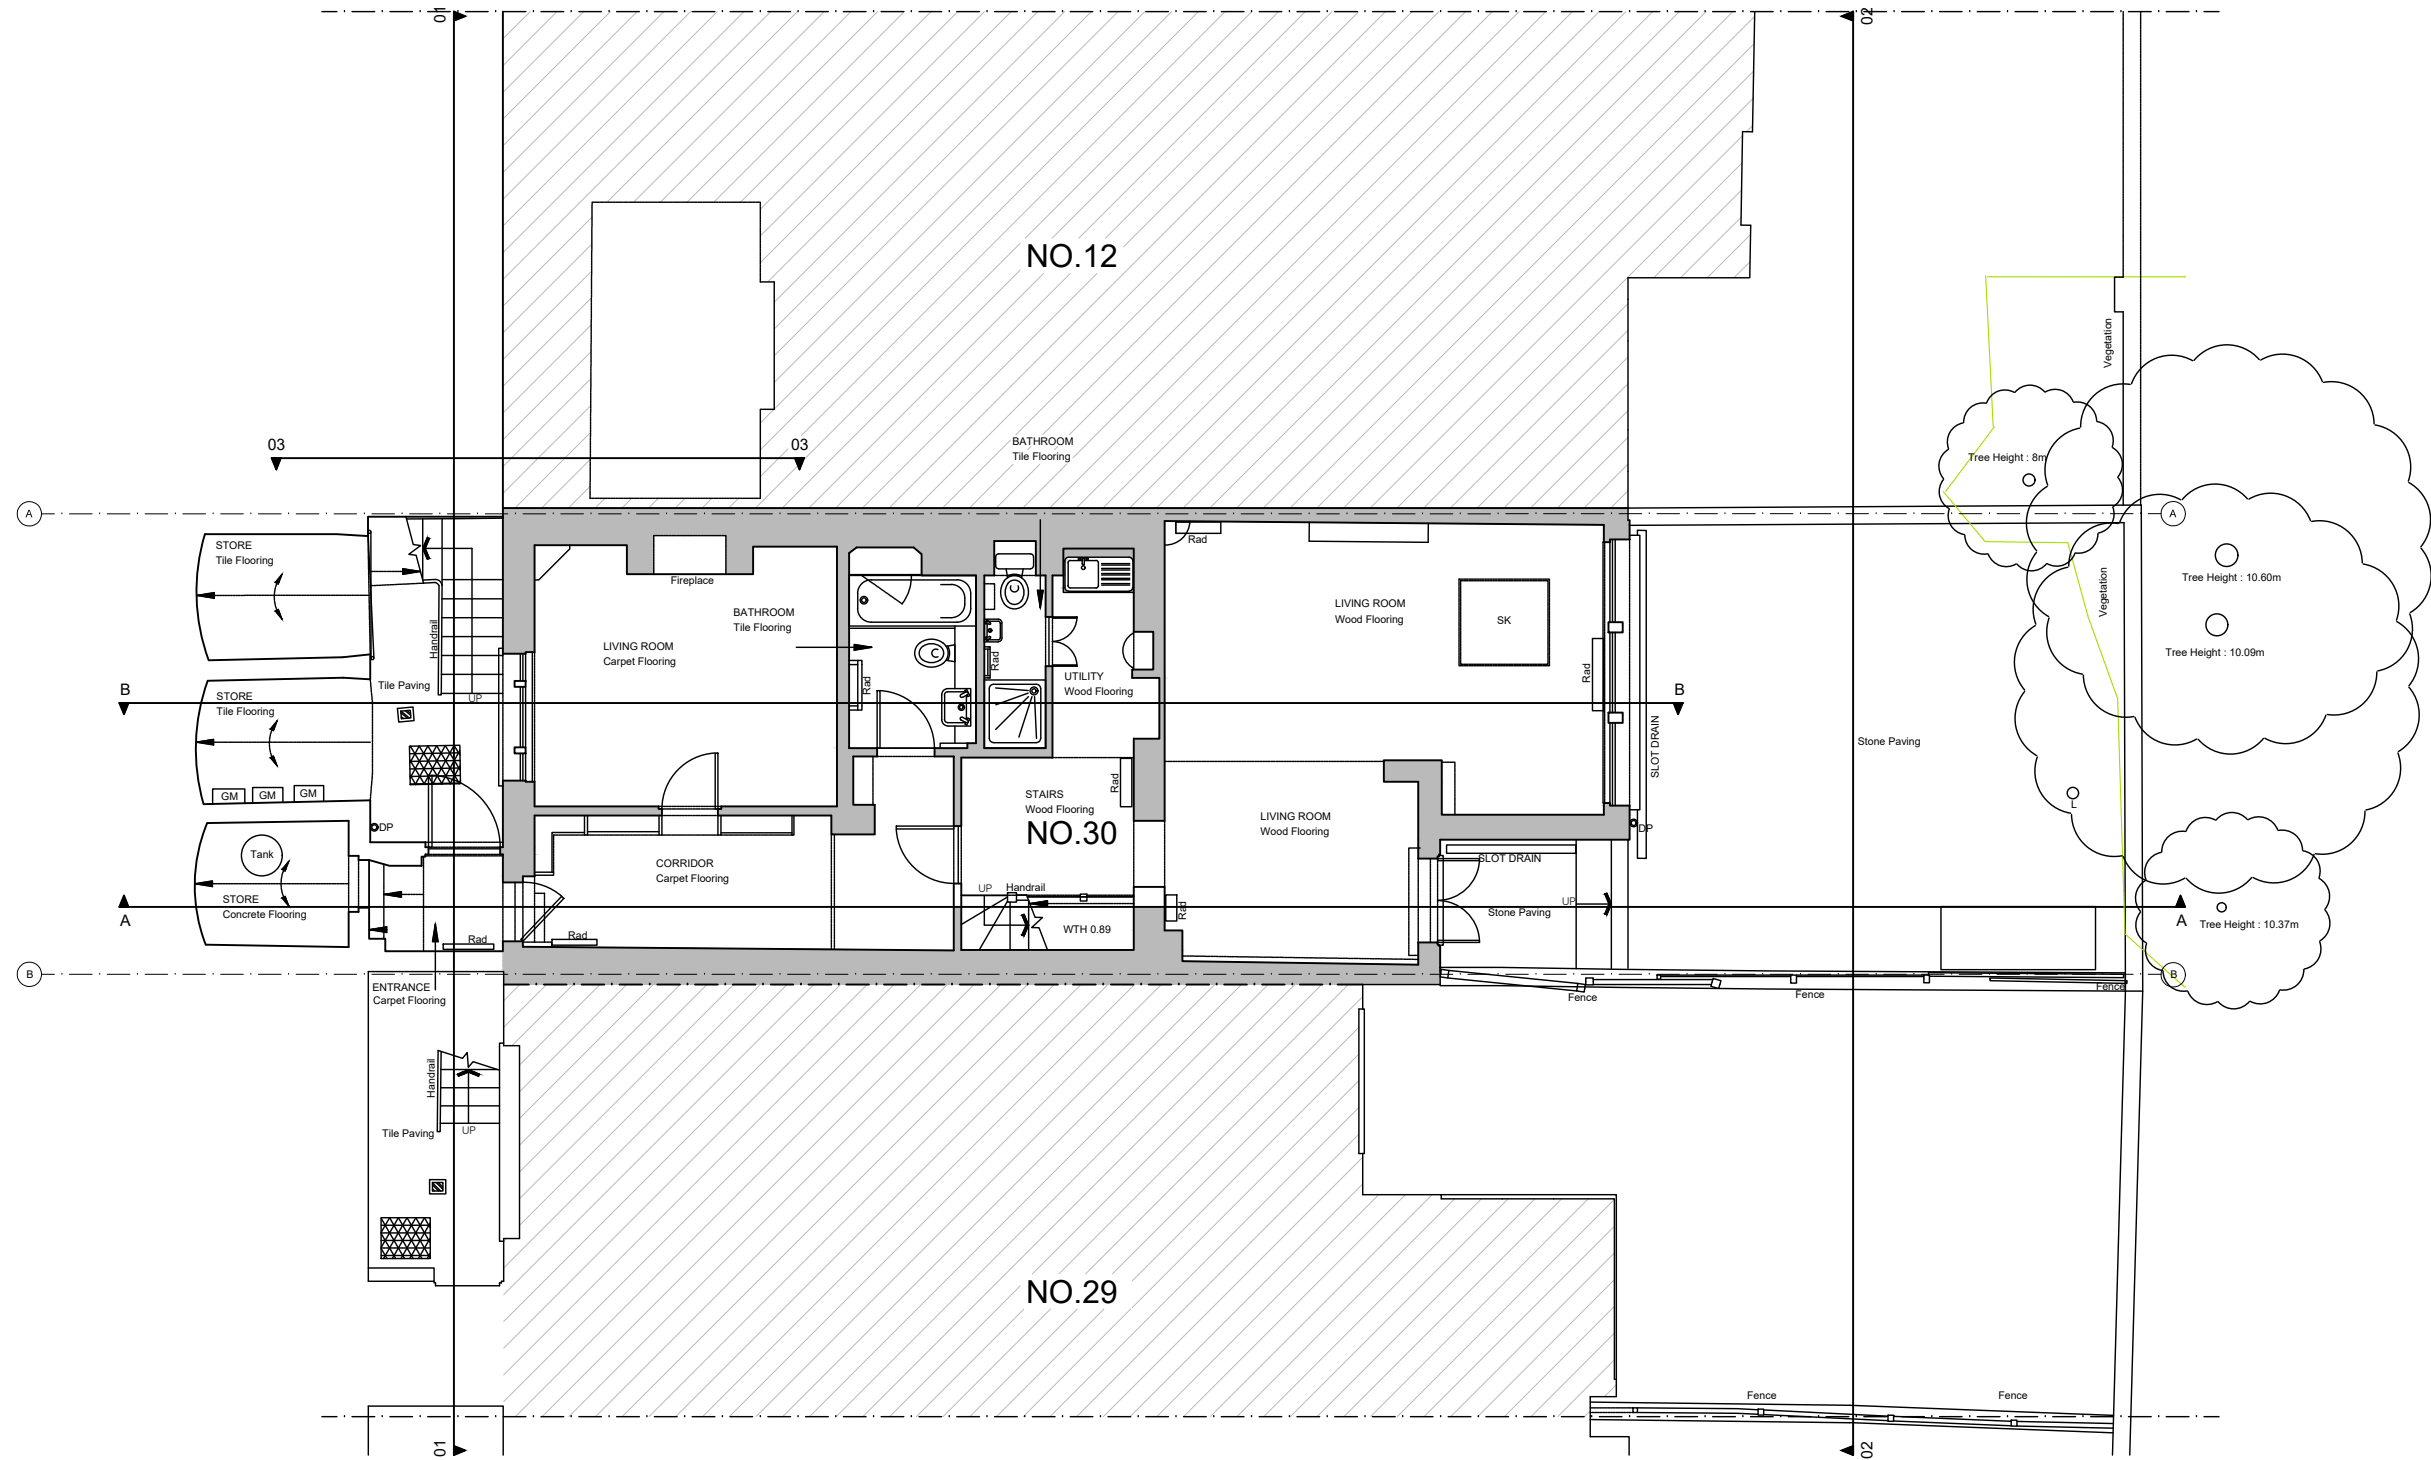 01
02
NO.12
Vegetation
03
03
BATHROOM
Tile Flooring
Tree Height : 8m
A
A
STORE
Tile Flooring
Rad
Fireplace
Tree Height : 10.60m
Vegetation
BATHROOM
Tile Flooring
LIVING ROOM
Wood Flooring
SK
Handrail
LIVING ROOM
Carpet Flooring
Tree Height : 10.09m
Rad
Rad
Rad
UTILITY
Wood Flooring
Tile Paving
UP
B
B
STORE
Tile Flooring
SLOT DRAIN
Stone Paving
GM
GM
GM
Rad
STAIRS
Wood Flooring
L
NO.30
LIVING ROOM
Wood Flooring
DP
DP
Tank
CORRIDOR
Carpet Flooring
SLOT DRAIN
STORE
Concrete Flooring
UP
Handrail
UP
A
Rad
Stone Paving
A
Tree Height : 10.37m
WTH 0.89
Rad
Rad
B
B
ENTRANCE
Carpet Flooring
Fence
Fence
Fence
Handrail
Tile Paving
UP
NO.29
Fence
Fence
01
02